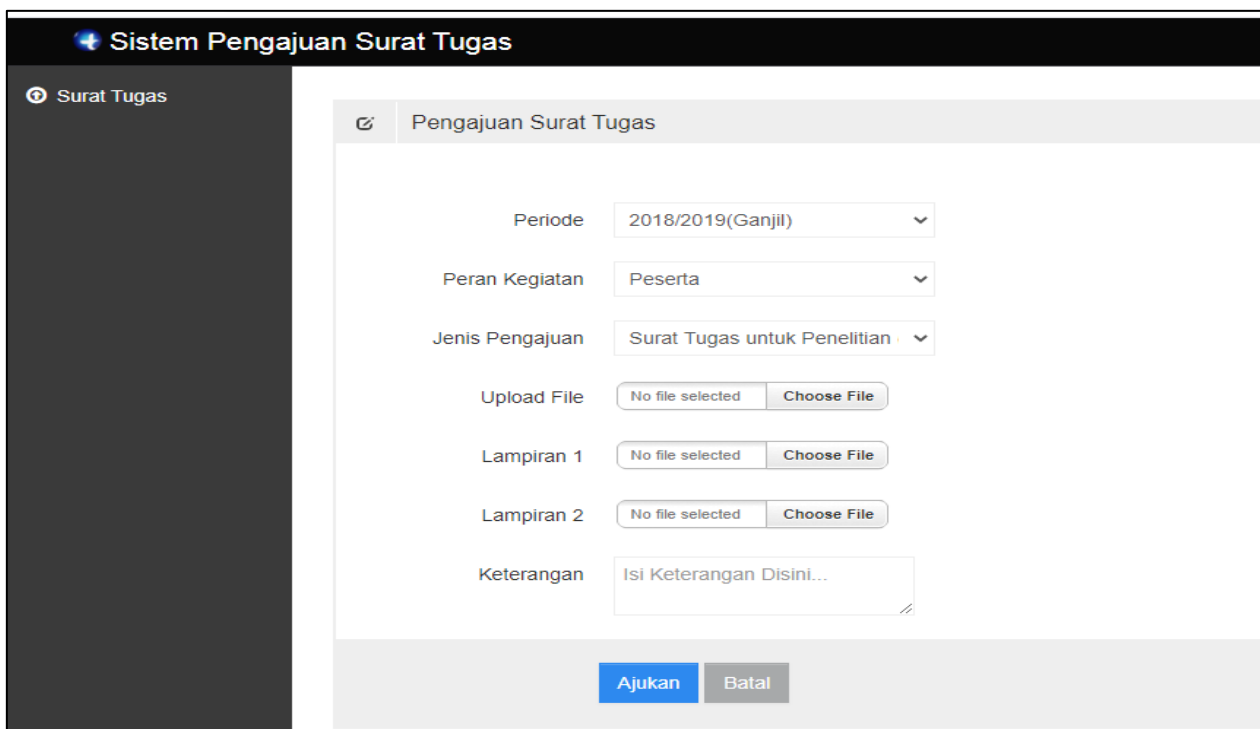 Sistem Pengajuan Surat Tugas
Surat Tugas
Pengajuan Surat Tugas
Periode 2018/2019(Ganjil)
Peran Kegiatan Peserta
Jenis Pengajuan Surat Tugas untuk Penelitian
Upload File No file selected Choose File
Lampiran 1 No file selected Choose File
Lampiran 2 No file selected Choose File
Keterangan Isi Keterangan Disini...
Ajukan Batal